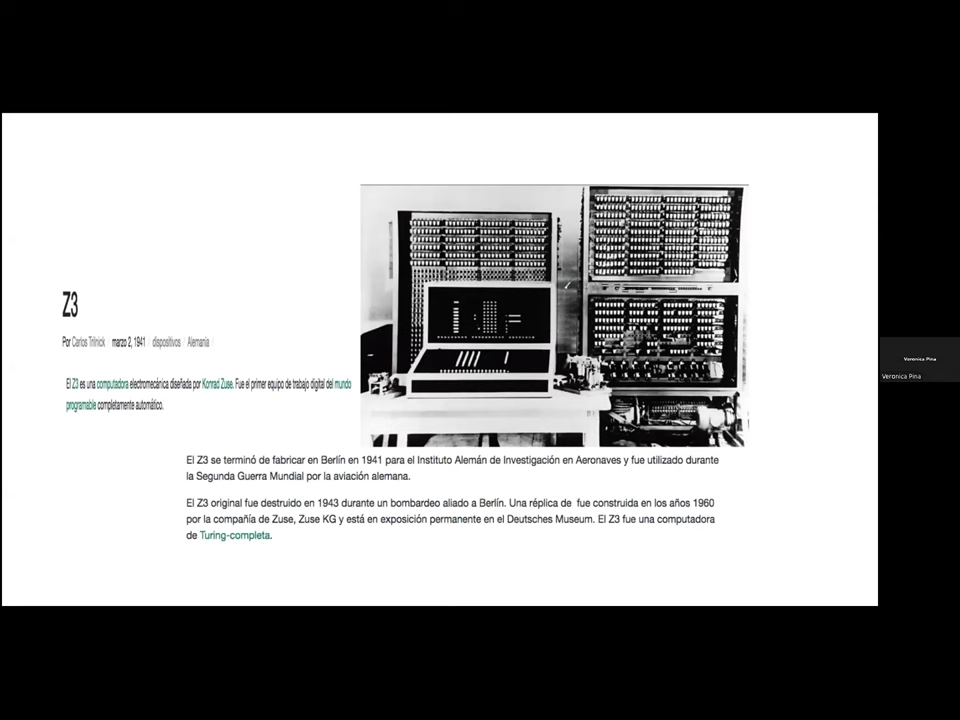 Z3
Por Carlos Trilnick marzo 2, 1941 dispositivos Alemania
El Z3 es una computadora electromecánica diseñada por Konrad Zuse. Fue el primer equipo de trabajo digital del mundo
programable completamente automático.
El Z3 se terminó de fabricar en Berlín en 1941 para el Instituto Alemán de Investigación en Aeronaves y fue utilizado durante
la Segunda Guerra Mundial por la aviación alemana.
El Z3 original fue destruido en 1943 durante un bombardeo aliado a Berlín. Una réplica de fue construida en los años 1960
por la compañía de Zuse, Zuse KG y está en exposición permanente en el Deutsches Museum. El Z3 fue una computadora
de Turing-completa.
Veronica Pina
Veronica Pina